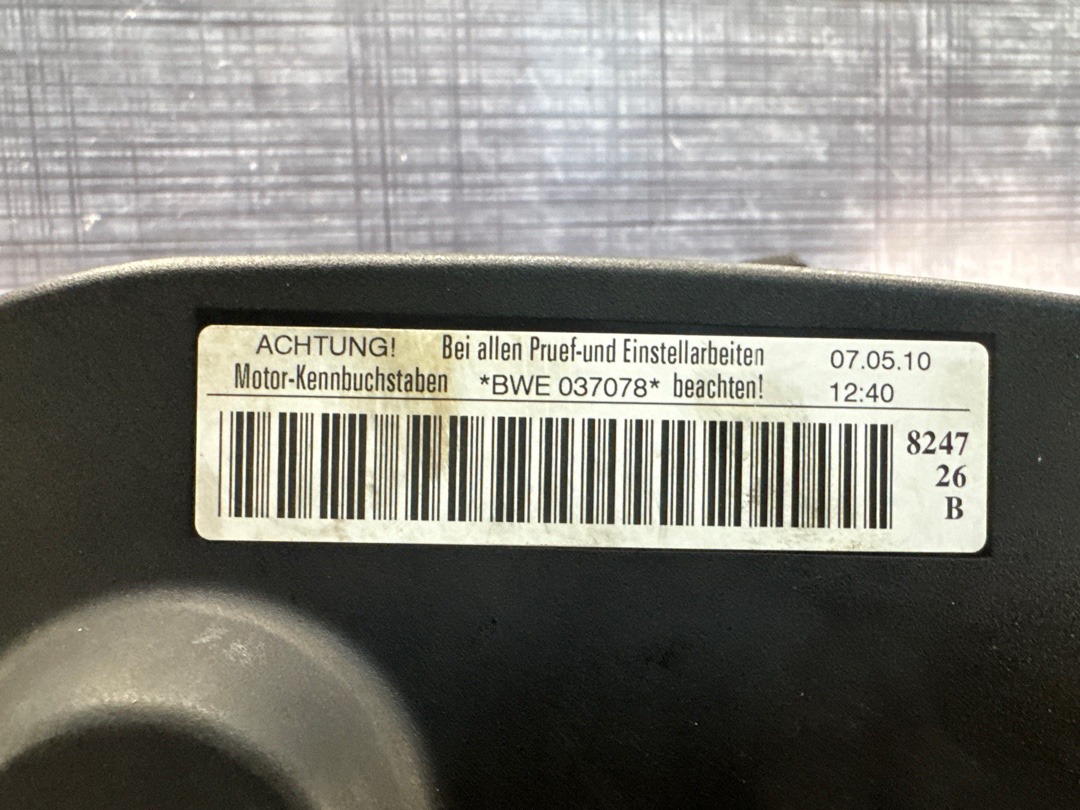 ACHTUNG! Bei allen Pruef-und Einstellarbeiten 07.05.10
Motor-Kennbuchstaben *BWE 037078* beachten! 12:40
8247
26
B